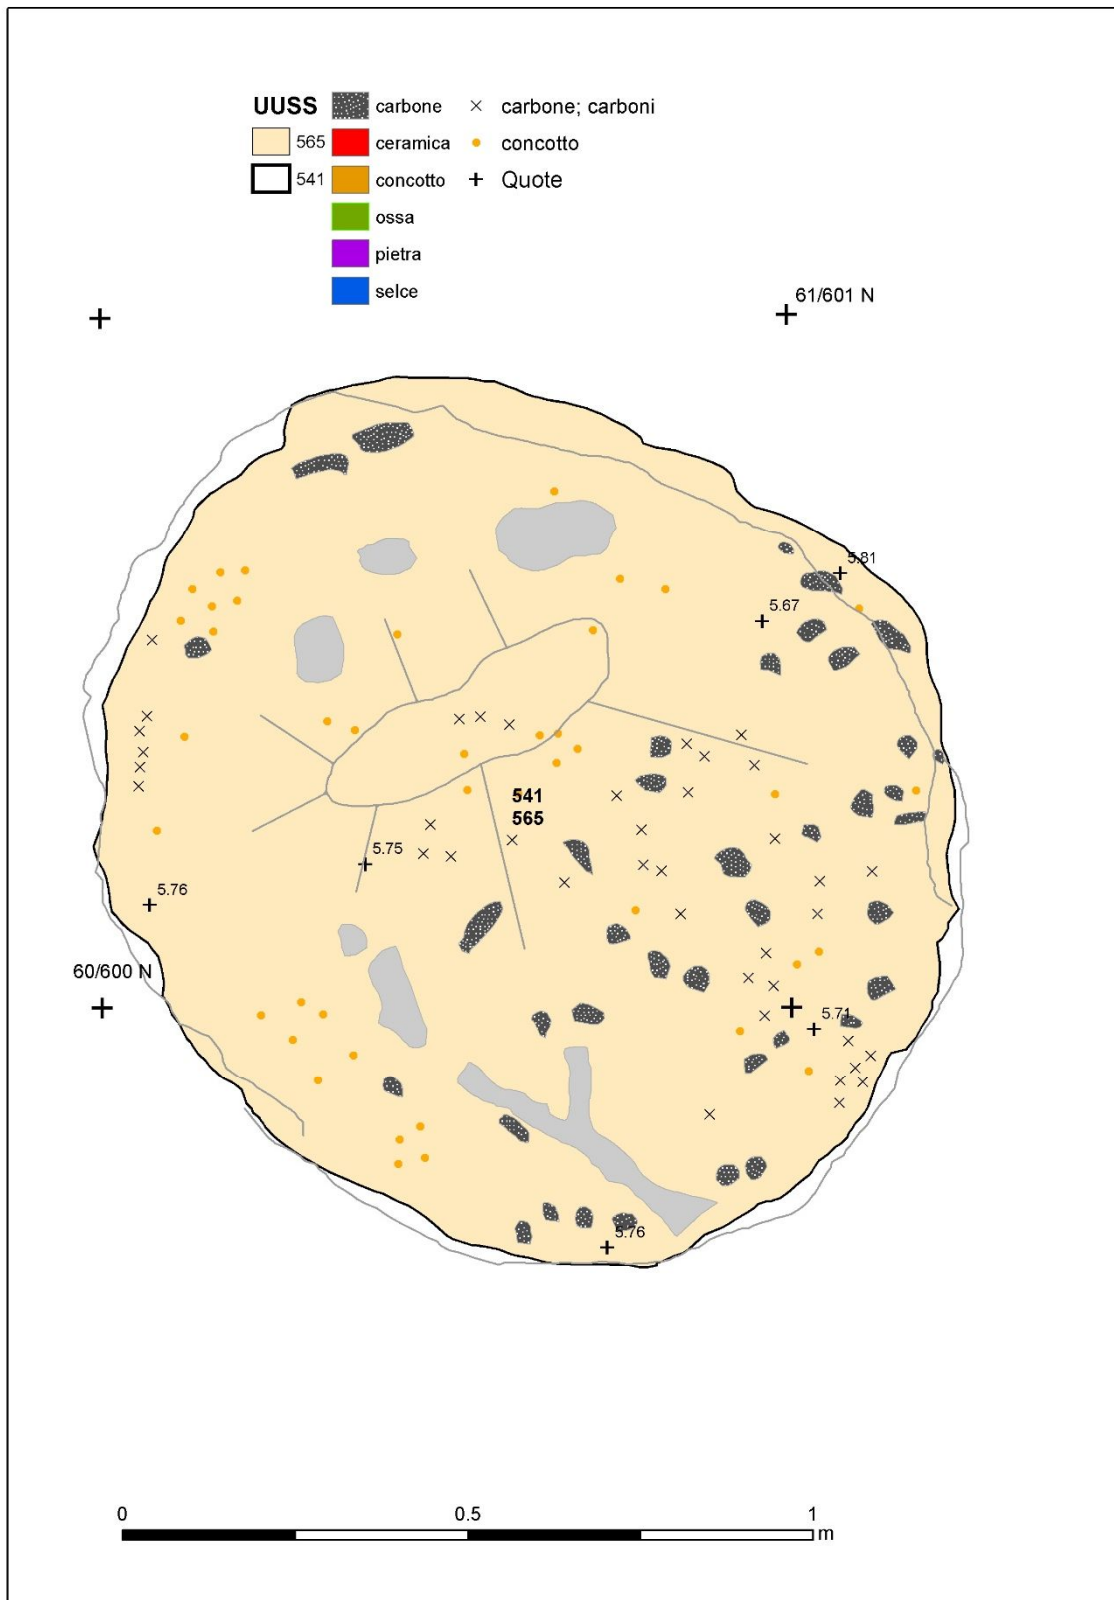 UUSS
565
541
carbone
ceramica
concotto
ossa
pietra
selce
carbone; carboni
concotto
Quote
61/601 N
5.81
5.67
541
565
5.75
5.76
60/600 N
5.71
5.76
0 0.5 1
m